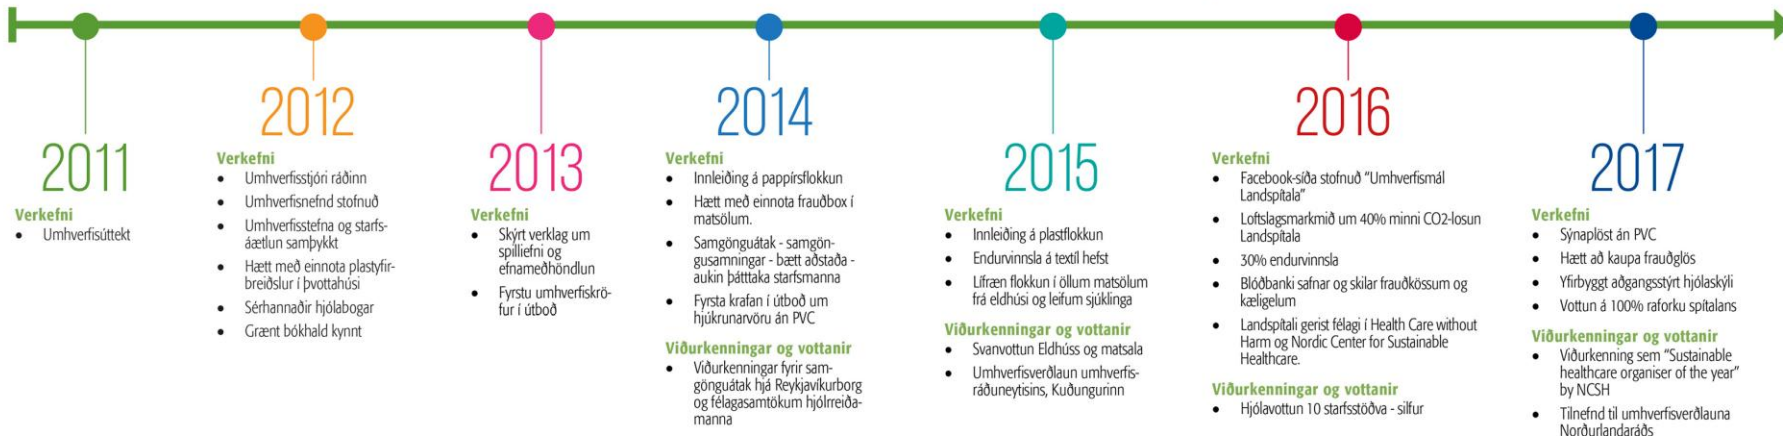 2011
Verkefni
• Umhverfisúttekt
2012
Verkefni
• Umhverfisstjóri ráðinn
• Umhverfisnefnd stofnuð
• Umhverfisstefna og starfs-
áætlun samþykkt
• Hætt með einnota plastyfir-
breiðslur í þvottahúsi
• Sérhannaðir hjólabogar
• Grænt bókhald kynnt
2013
Verkefni
• Skýrt verklag um
spilliefni og
efnameðhöndlun
• Fyrstu umhverfiskrö-
fur í útboð
2014
Verkefni
• Innleiðing á pappírsflokkun
• Hætt með einnota frauðbox í
matsölum.
• Samgönguátak - samgön-
gusamningar - bætt aðstaða -
aukin þátttaka starfsmanna
• Fyrsta krafan í útboð um
hjúkrunarvöru án PVC
Viðurkenningar og vottanir
• Viðurkenningar fyrir sam-
gönguátak hjá Reykjavíkurborg
og félagasamtökum hjólrreiða-
manna
2015
Verkefni
• Innleiðing á plastflokkun
• Endurvinnsla á textíl hefst
• Lífræn flokkun í öllum matsölum
frá eldhúsi og leifum sjúklinga
Viðurkenningar og vottanir
• Svanvottun Eldhúss og matsala
• Umhverfisverðlaun umhverfis-
ráðuneytisins, Kuðungurinn
2016
Verkefni
• Facebook-síða stofnuð “Umhverfismál
Landspítala”
• Loftslagsmarkmið um 40% minni CO2-losun
Landspítala
• 30% endurvinnsla
• Blóðbanki safnar og skilar frauðkössum og
kæligelum
• Landspítali gerist félagi í Health Care without
Harm og Nordic Center for Sustainable
Healthcare.
Viðurkenningar og vottanir
• Hjólavottun 10 starfsstöðva - silfur
2017
Verkefni
• Sýnaplöst án PVC
• Hætt að kaupa frauðglös
• Yfirbyggt aðgangsstýrt hjólaskýli
• Vottun á 100% raforku spítalans
Viðurkenningar og vottanir
• Viðurkenning sem “Sustainable
healthcare organiser of the year”
by NCSH
• Tilnefnd til umhverfisverðlauna
Norðurlandaráðs